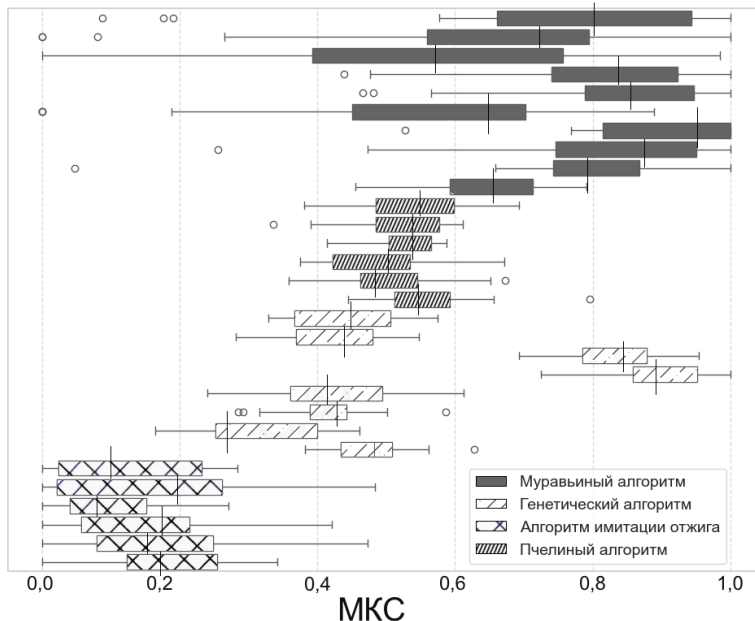 Муравьиный алгоритм
Генетический алгоритм
Алгоритм имитации отжига
Пчелиный алгоритм
0,0 0,2 0,4 0,6 0,8 1,0
МКС